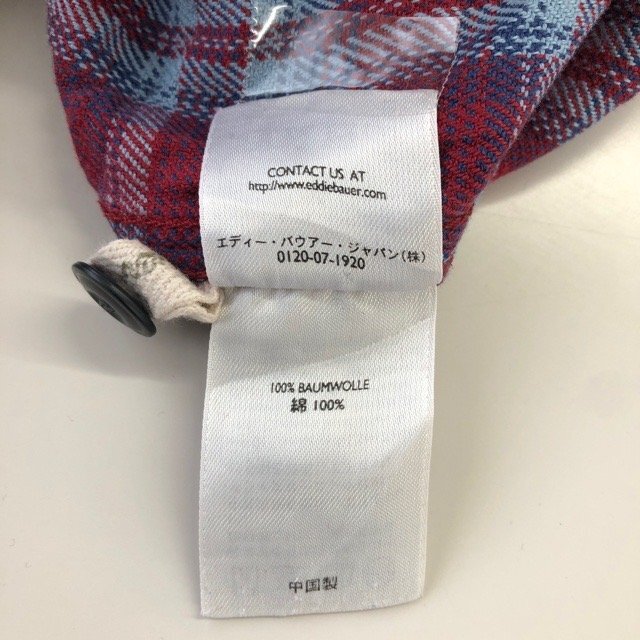 CONTACT US AT
http://www.eddiebauer.com
エディー・バウアー・ジャパン(株)
0120-07-1920
100% BAUMWOLLE
綿 100%
中国製